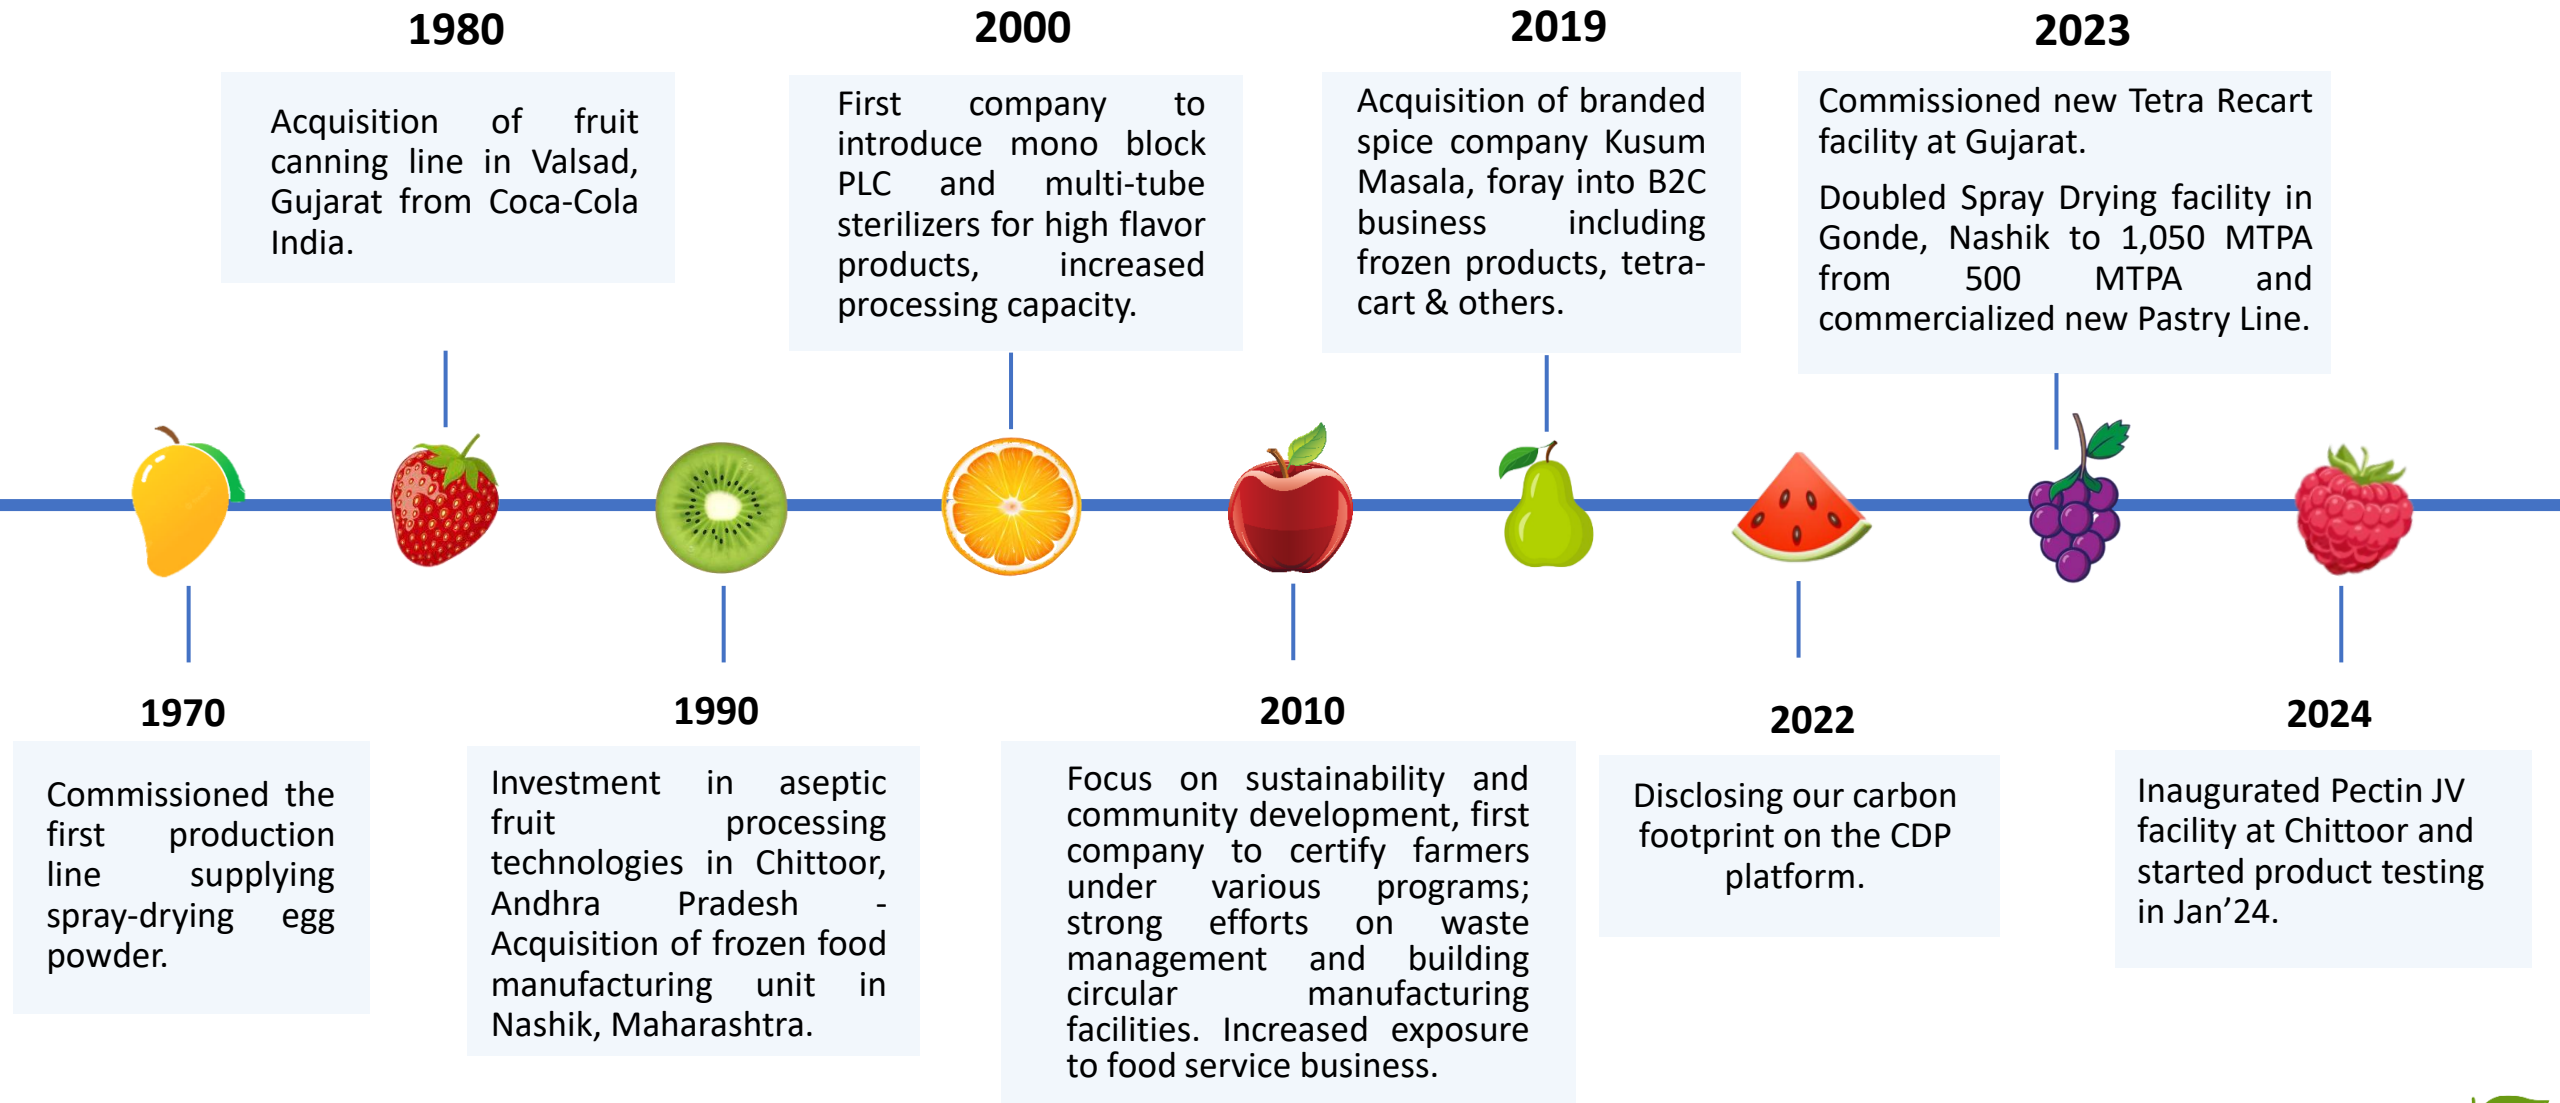 1980
Acquisition of fruit
canning line in Valsad,
Gujarat from Coca-Cola
India.
2000
First company to
introduce mono block
PLC and multi-tube
sterilizers for high flavor
products, increased
processing capacity.
2019
Acquisition of branded
spice company Kusum
Masala, foray into B2C
business including
frozen products, tetra-
cart & others.
2023
Commissioned new Tetra Recart
facility at Gujarat.
Doubled Spray Drying facility in
Gonde, Nashik to 1,050 MTPA
from 500 MTPA and
commercialized new Pastry Line.
1970
Commissioned the
first production
line supplying
spray-drying egg
powder.
1990
Investment in aseptic
fruit processing
technologies in Chittoor,
Andhra Pradesh -
Acquisition of frozen food
manufacturing unit in
Nashik, Maharashtra.
2010
Focus on sustainability and
community development, first
company to certify farmers
under various programs;
strong efforts on waste
management and building
circular manufacturing
facilities. Increased exposure
to food service business.
2022
Disclosing our carbon
footprint on the CDP
platform.
2024
Inaugurated Pectin JV
facility at Chittoor and
started product testing
in Jan’24.